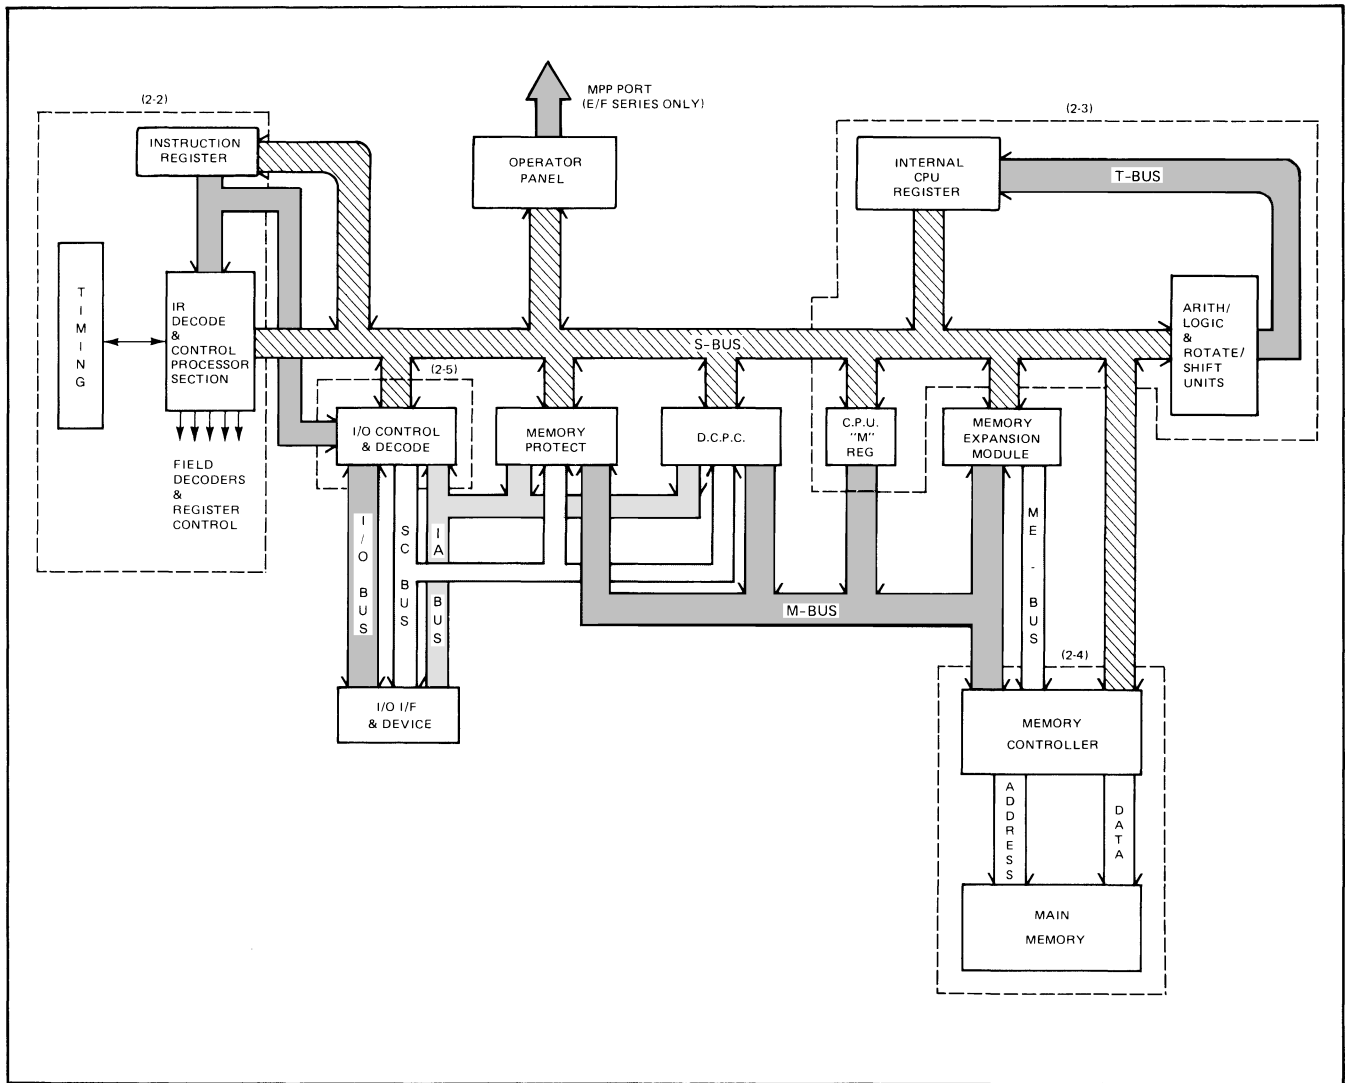 (2-2)
INSTRUCTION
REGISTER
MPP PORT
(E/F SERIES ONLY)
OPERATOR
PANEL
(2-3)
INTERNAL
CPU
REGISTER
T-BUS
TIMING
IR
DECODE
&
CONTROL
PROCESSOR
SECTION
S-BUS
ARITH/
LOGIC
&
ROTATE/
SHIFT
UNITS
(2-5)
I/O CONTROL
& DECODE
MEMORY
PROTECT
D.C.P.C.
C.P.U.
"M"
REG
MEMORY
EXPANSION
MODULE
FIELD
DECODERS
&
REGISTER
CONTROL
I/O BUS
SC BUS
IA BUS
ME - BUS
M-BUS
(2-4)
I/O I/F
& DEVICE
MEMORY
CONTROLLER
ADDRESS
DATA
MAIN
MEMORY